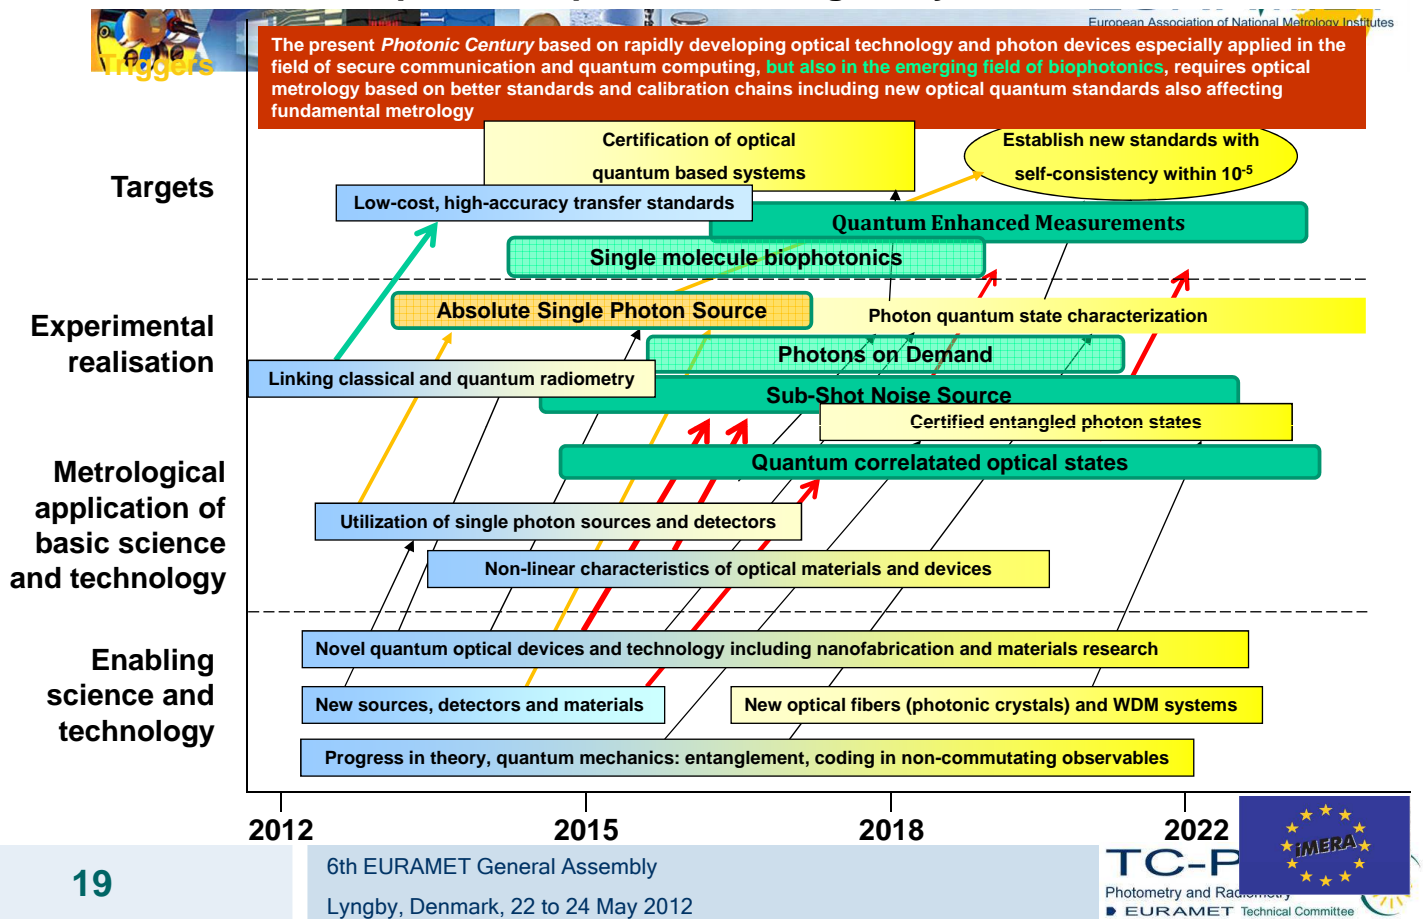 European Association of National Metrology Institutes
Triggers
The present Photonic Century based on rapidly developing optical technology and photon devices especially applied in the
field of secure communication and quantum computing, but also in the emerging field of biophotonics, requires optical
metrology based on better standards and calibration chains including new optical quantum standards also affecting
fundamental metrology
Certification of optical
quantum based systems
Establish new standards with
self-consistency within 10-5
Targets
Low-cost, high-accuracy transfer standards
Quantum Enhanced Measurements
Single molecule biophotonics
Experimental
realisation
Absolute Single Photon Source
Photon quantum state characterization
Photons on Demand
Linking classical and quantum radiometry
Sub-Shot Noise Source
Certified entangled photon states
Metrological
application of
basic science
and technology
Quantum correlatated optical states
Utilization of single photon sources and detectors
Non-linear characteristics of optical materials and devices
Enabling
science and
technology
Novel quantum optical devices and technology including nanofabrication and materials research
New sources, detectors and materials
New optical fibers (photonic crystals) and WDM systems
Progress in theory, quantum mechanics: entanglement, coding in non-commutating observables
2012 2015 2018 2022
iMERA
19
6th EURAMET General Assembly
Lyngby, Denmark, 22 to 24 May 2012
TC-P
Photometry and Radiometry
EURAMET Technical Committee